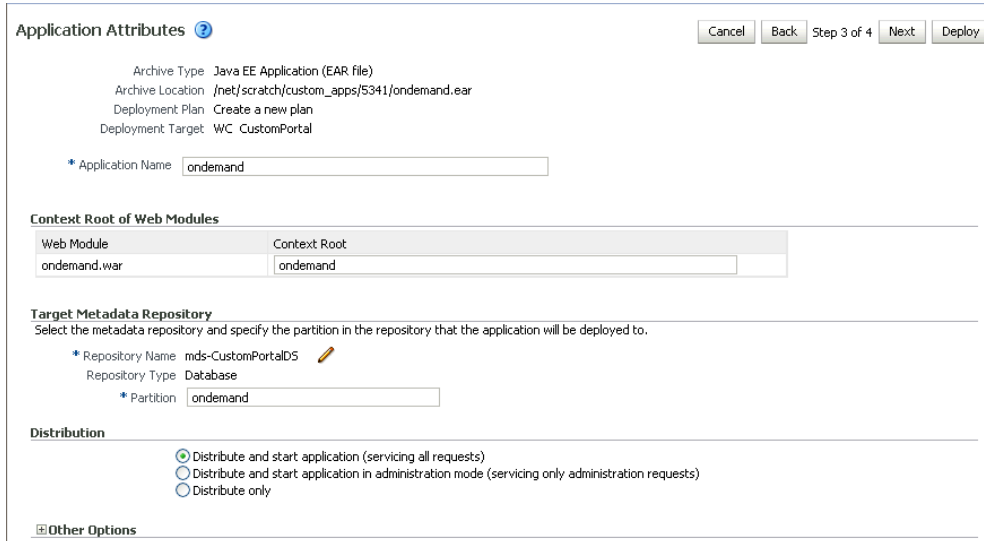 Application Attributes ?
Cancel Back Step 3 of 4 Next Deploy
Archive Type Java EE Application (EAR file)
Archive Location /net/scratch/custom_apps/5341/ondemand.ear
Deployment Plan Create a new plan
Deployment Target WC_CustomPortal
* Application Name ondemand
Context Root of Web Modules
Web Module Context Root
ondemand.war ondemand
Target Metadata Repository
Select the metadata repository and specify the partition in the repository that the application will be deployed to.
* Repository Name mds-CustomPortalDS
Repository Type Database
* Partition ondemand
Distribution
Distribute and start application (servicing all requests)
Distribute and start application in administration mode (servicing only administration requests)
Distribute only
Other Options